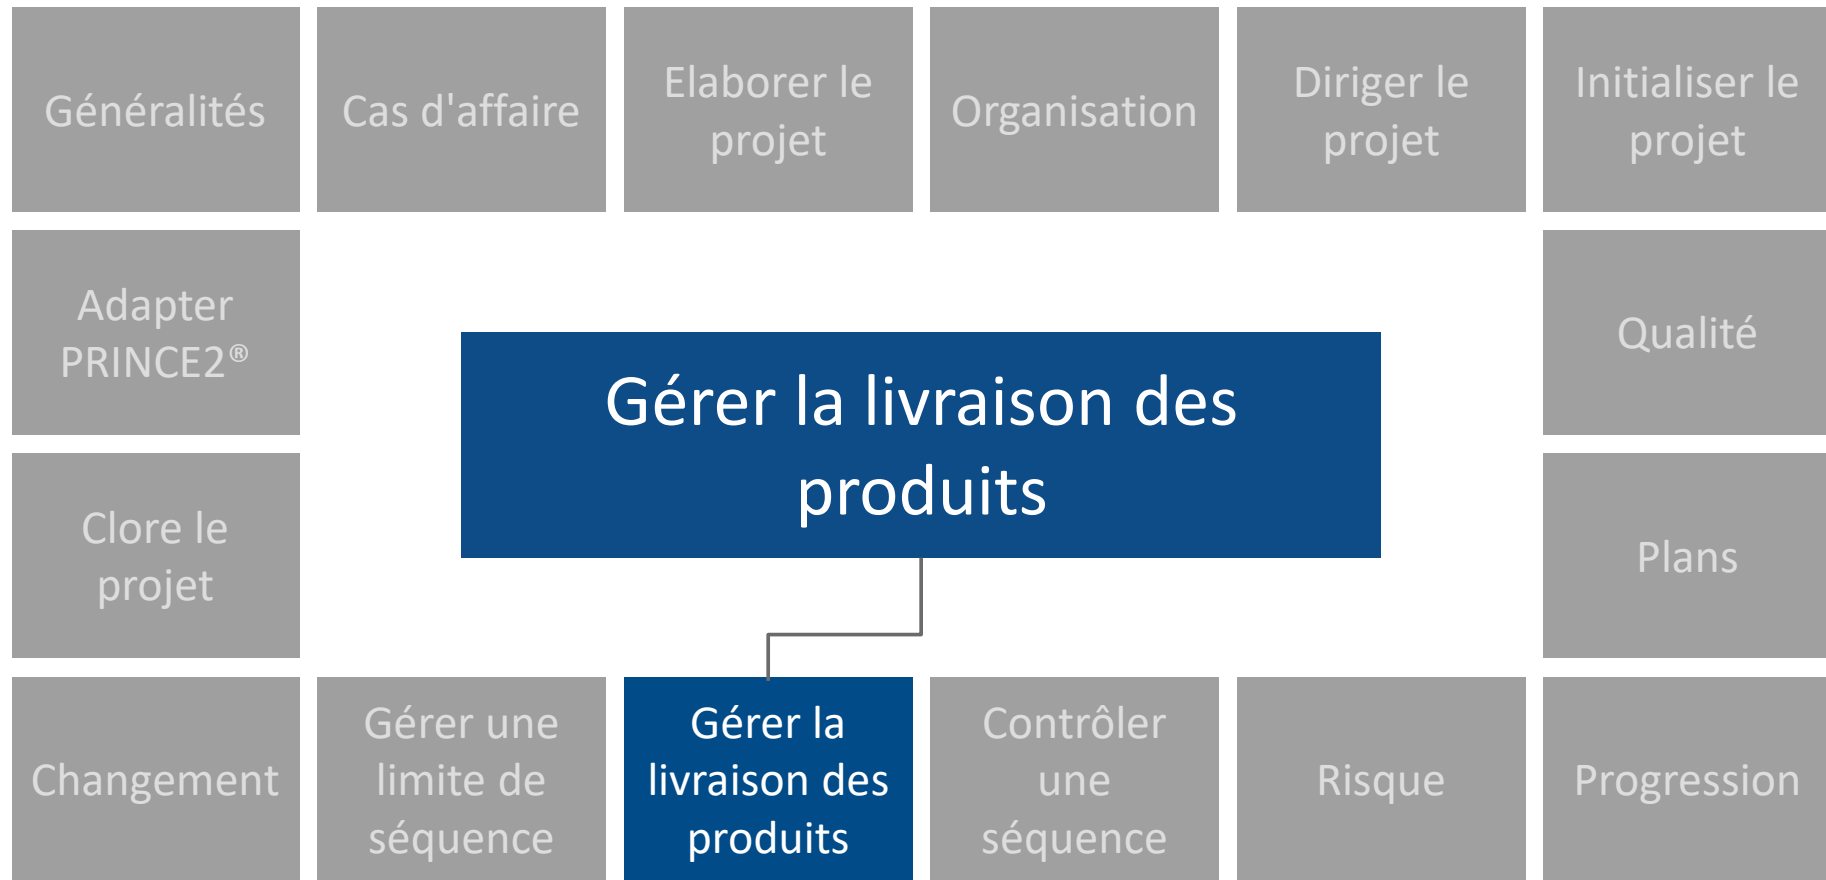 Généralités
Cas d'affaire
Elaborer le
projet
Organisation
Diriger le
projet
Initialiser le
projet
Adapter
PRINCE2®
Qualité
Gérer la livraison des
produits
Clore le
projet
Plans
Changement
Gérer une
limite de
séquence
Gérer la
livraison des
produits
Contrôler
une
séquence
Risque
Progression